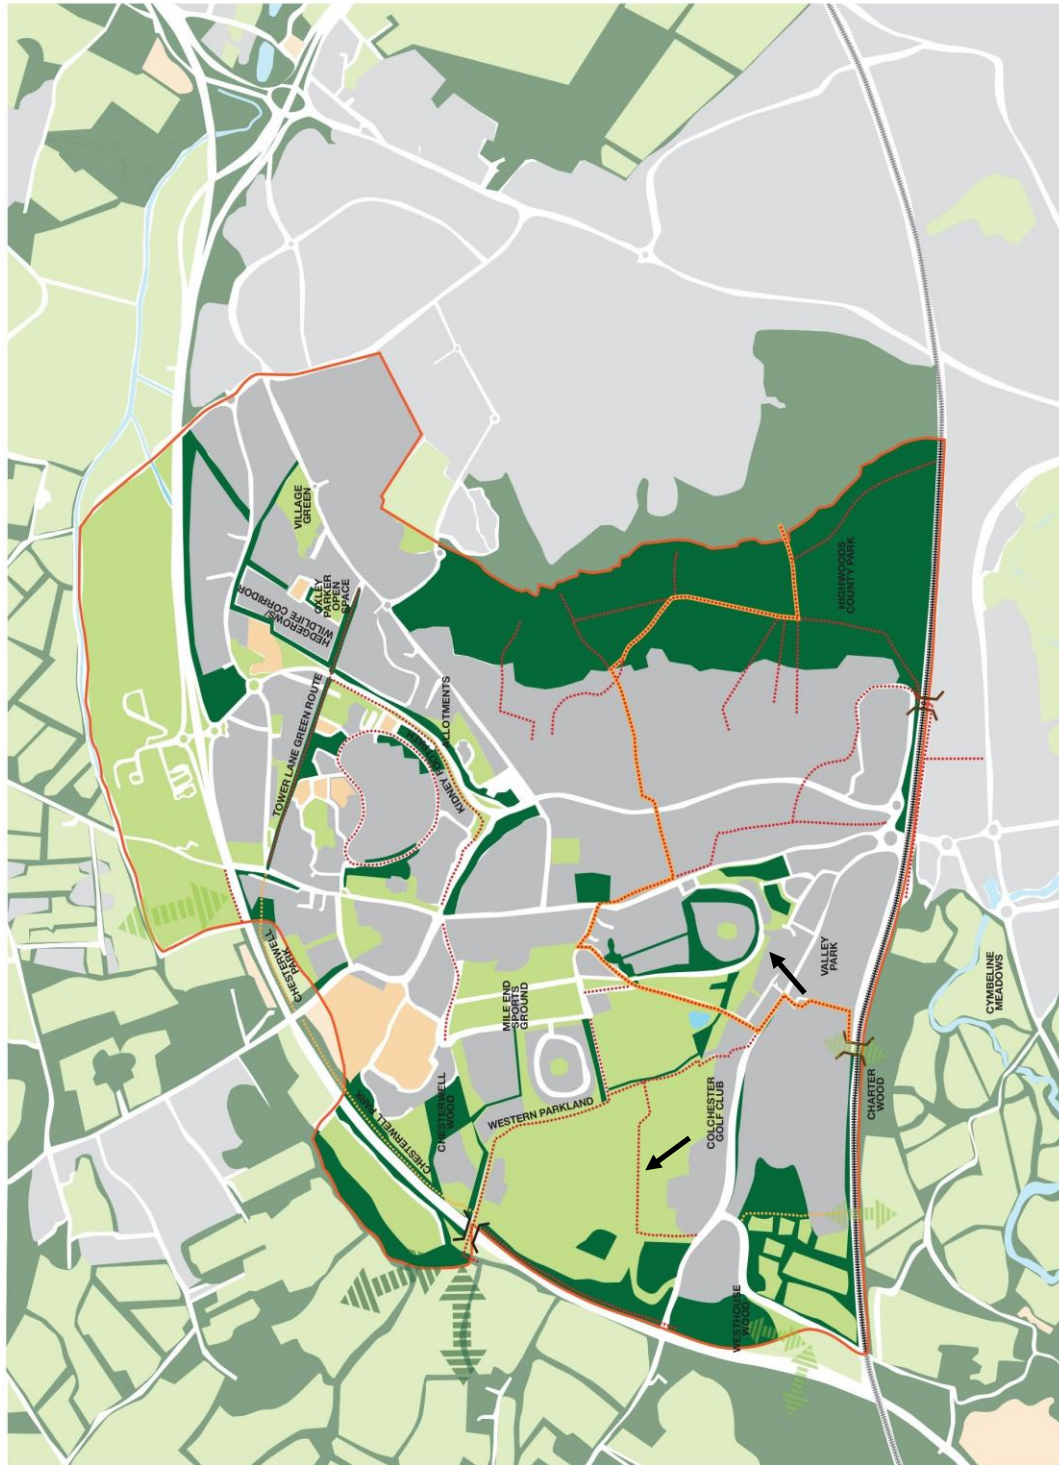 CHESTERWELL
PARK
TOWER LANE GREEN ROUTE
HEDGEROWS/
WILDLIFE CORRIDOR
VILLAGE
GREEN
OXLEY
PARKER
OPEN
SPACE
CHESTERWELL PARK
CHESTERWELL
WOOD
KIDNEY
ALLOTMENTS
MILE END
SPORTS
GROUND
WESTERN PARKLAND
COLCHESTER
GOLF CLUB
WESTHOUSE
WOOD
VALLEY
PARK
HIGHWOODS
COUNTY PARK
CHARTER
WOOD
CYMBELINE
MEADOWS